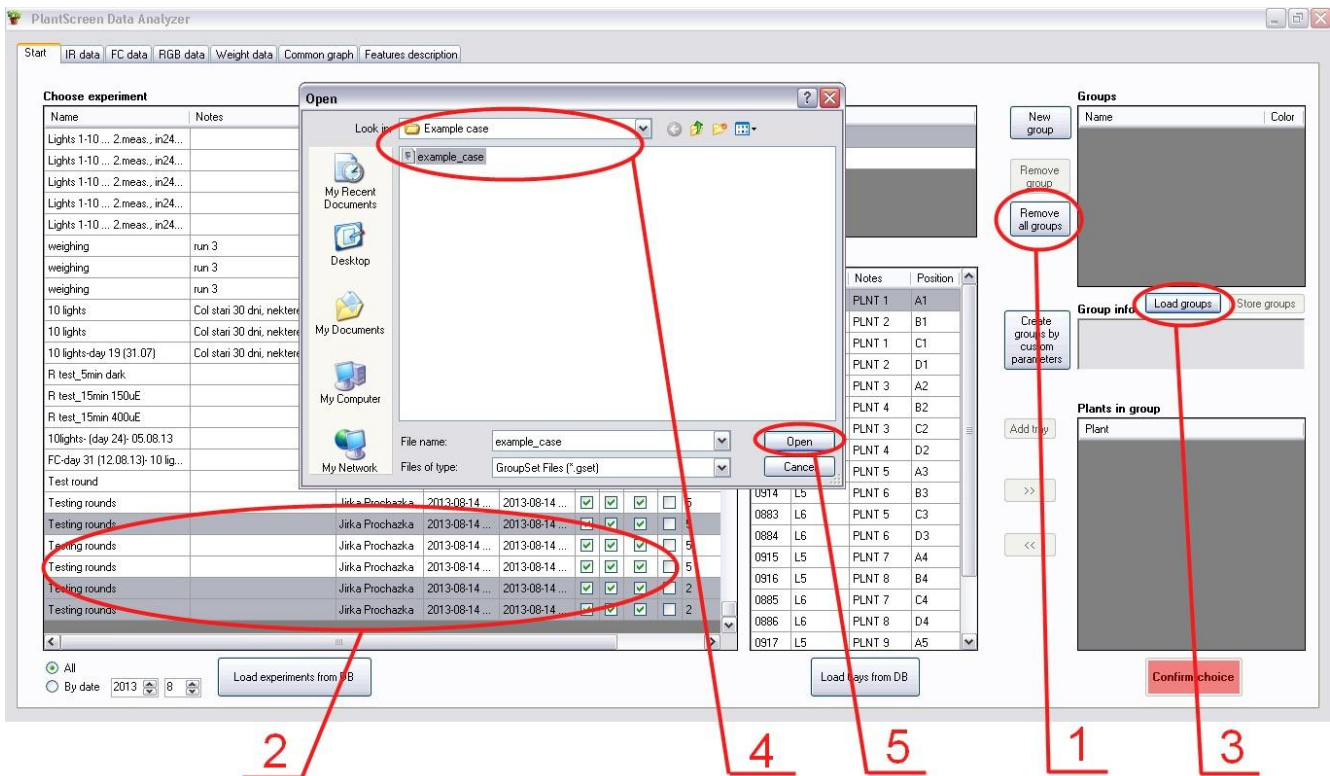 PlantScreen Data Analyzer
Start IR data FC data RGB data Weight data Common graph Features description
Choose experiment
Name Notes
Lights 1-10 ... 2.meas., in24...
Lights 1-10 ... 2.meas., in24...
Lights 1-10 ... 2.meas., in24...
Lights 1-10 ... 2.meas., in24...
Lights 1-10 ... 2.meas., in24...
weighing run 3
weighing run 3
weighing run 3
10 lights Col stari 30 dni, nektere
10 lights Col stari 30 dni, nektere
10 lights-day 19 (31.07) Col stari 30 dni, nektere
R test_5min dark
R test_15min 150uE
R test_15min 400uE
10lights- (day 24)- 05.08.13
FC-day 31 (12.08.13)- 10 lig...
Test round
Testing rounds Jirka Prochazka 2013-08-14 ... 2013-08-14 ... 5
Testing rounds Jirka Prochazka 2013-08-14 ... 2013-08-14 ... 5
Testing rounds Jirka Prochazka 2013-08-14 ... 2013-08-14 ... 5
Testing rounds Jirka Prochazka 2013-08-14 ... 2013-08-14 ... 5
Testing rounds Jirka Prochazka 2013-08-14 ... 2013-08-14 ... 2
Testing rounds Jirka Prochazka 2013-08-14 ... 2013-08-14 ... 2
All
By date 2013 8
Load experiments from DB
Open
Look in: Example case
example_case
My Recent
Documents
Desktop
My Documents
My Computer
My Network
File name: example_case Open
Files of type: GroupSet Files (*.gset) Cancel
Notes Position
PLNT 1 A1
PLNT 2 B1
PLNT 1 C1
PLNT 2 D1
PLNT 3 A2
PLNT 4 B2
PLNT 3 C2
PLNT 4 D2
PLNT 5 A3
0914 L5 PLNT 6 B3
0883 L6 PLNT 5 C3
0884 L6 PLNT 6 D3
0915 L5 PLNT 7 A4
0916 L5 PLNT 8 B4
0885 L6 PLNT 7 C4
0886 L6 PLNT 8 D4
0917 L5 PLNT 9 A5
Load trays from DB
New
group
Remove
group
Remove
all groups
Create
groups by
custom
parameters
Add tray
>>
<<
Groups
Name Color
Group info Load groups Store groups
Plants in group
Plant
Confirm choice
2 4 5 1 3